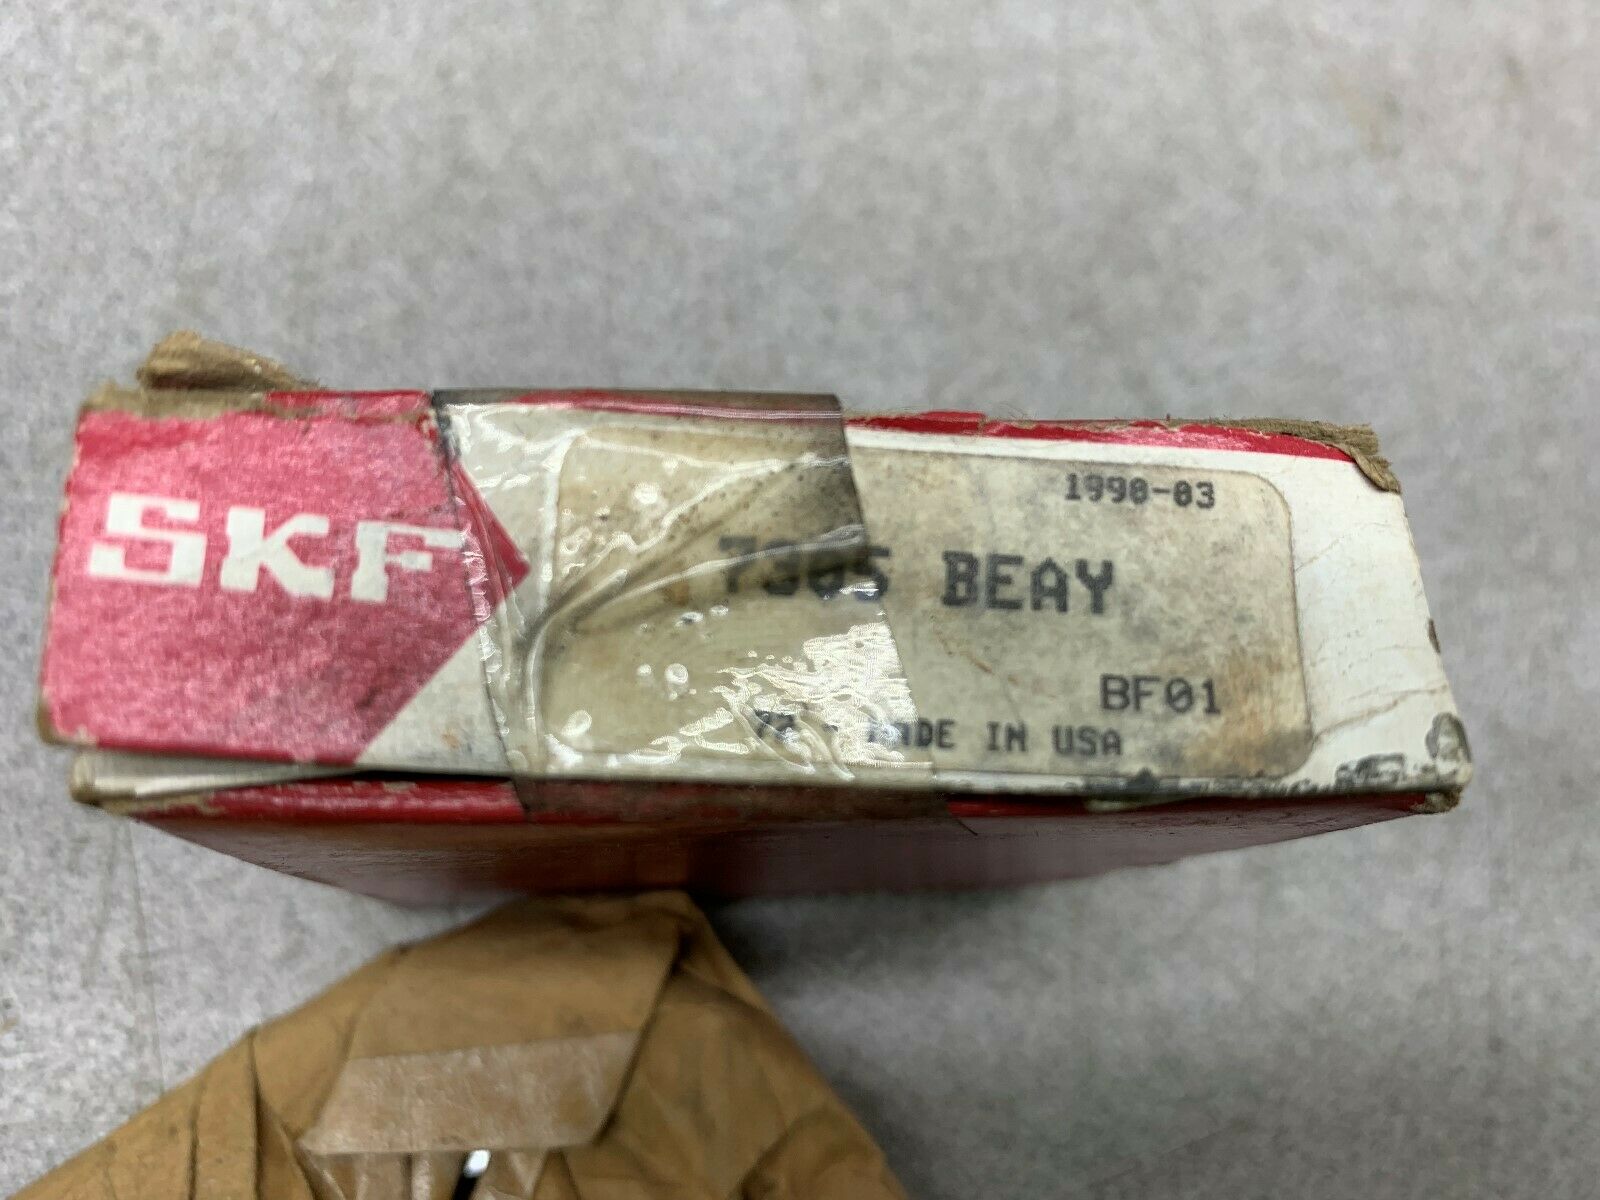 SKF
1990-03
7305 BEAY
BF01
MADE IN USA